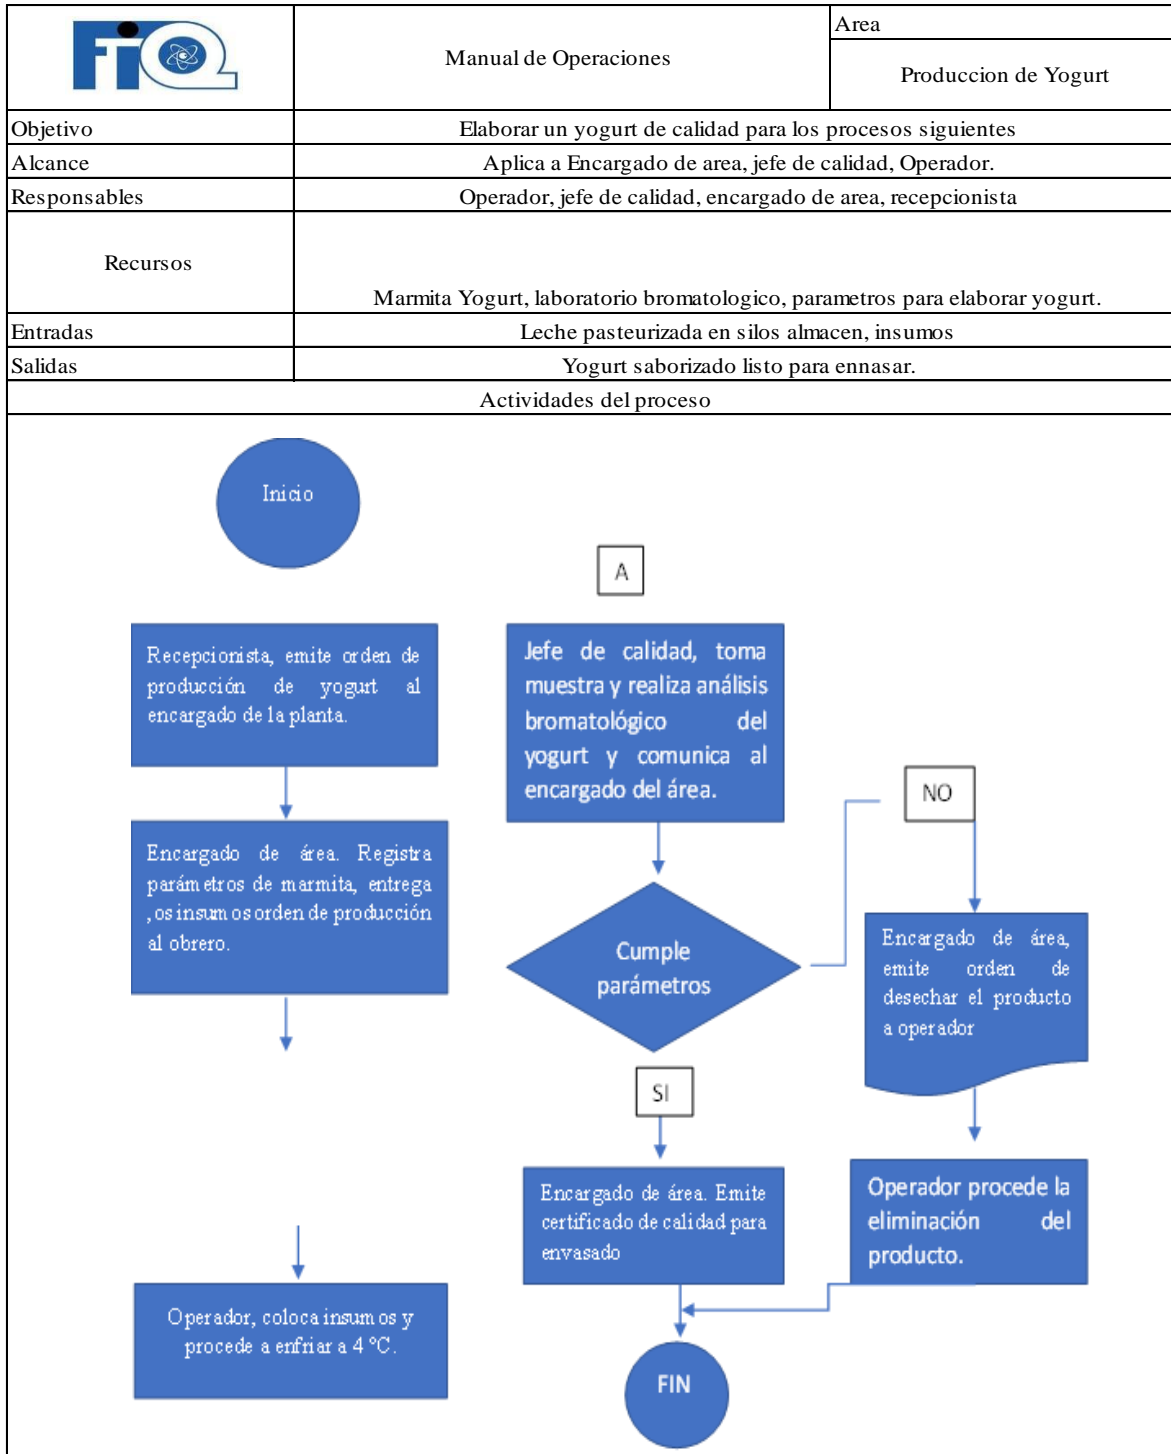 FIQ
Manual de Operaciones
Area
Produccion de Yogurt
Objetivo
Elaborar un yogurt de calidad para los procesos siguientes
Alcance
Aplica a Encargado de area, jefe de calidad, Operador.
Responsables
Operador, jefe de calidad, encargado de area, recepcionista
Recursos
Marmita Yogurt, laboratorio bromatologico, parametros para elaborar yogurt.
Entradas
Leche pasteurizada en silos almacen, insumos
Salidas
Yogurt saborizado listo para ennasar.
Actividades del proceso
Inicio
Recepcionista, emite orden de
producción de yogurt al
encargado de la planta.
Encargado de área. Registra
parámetros de marmita, entrega
,os insumos orden de producción
al obrero.
Operador, coloca insumos y
procede a enfriar a 4 °C.
A
Jefe de calidad, toma
muestra y realiza análisis
bromatológico del
yogurt y comunica al
encargado del área.
Cumple
parámetros
NO
Encargado de área,
emite orden de
desechar el producto
a operador
Operador procede la
eliminación del
producto.
SI
Encargado de área. Emite
certificado de calidad para
envasado
FIN